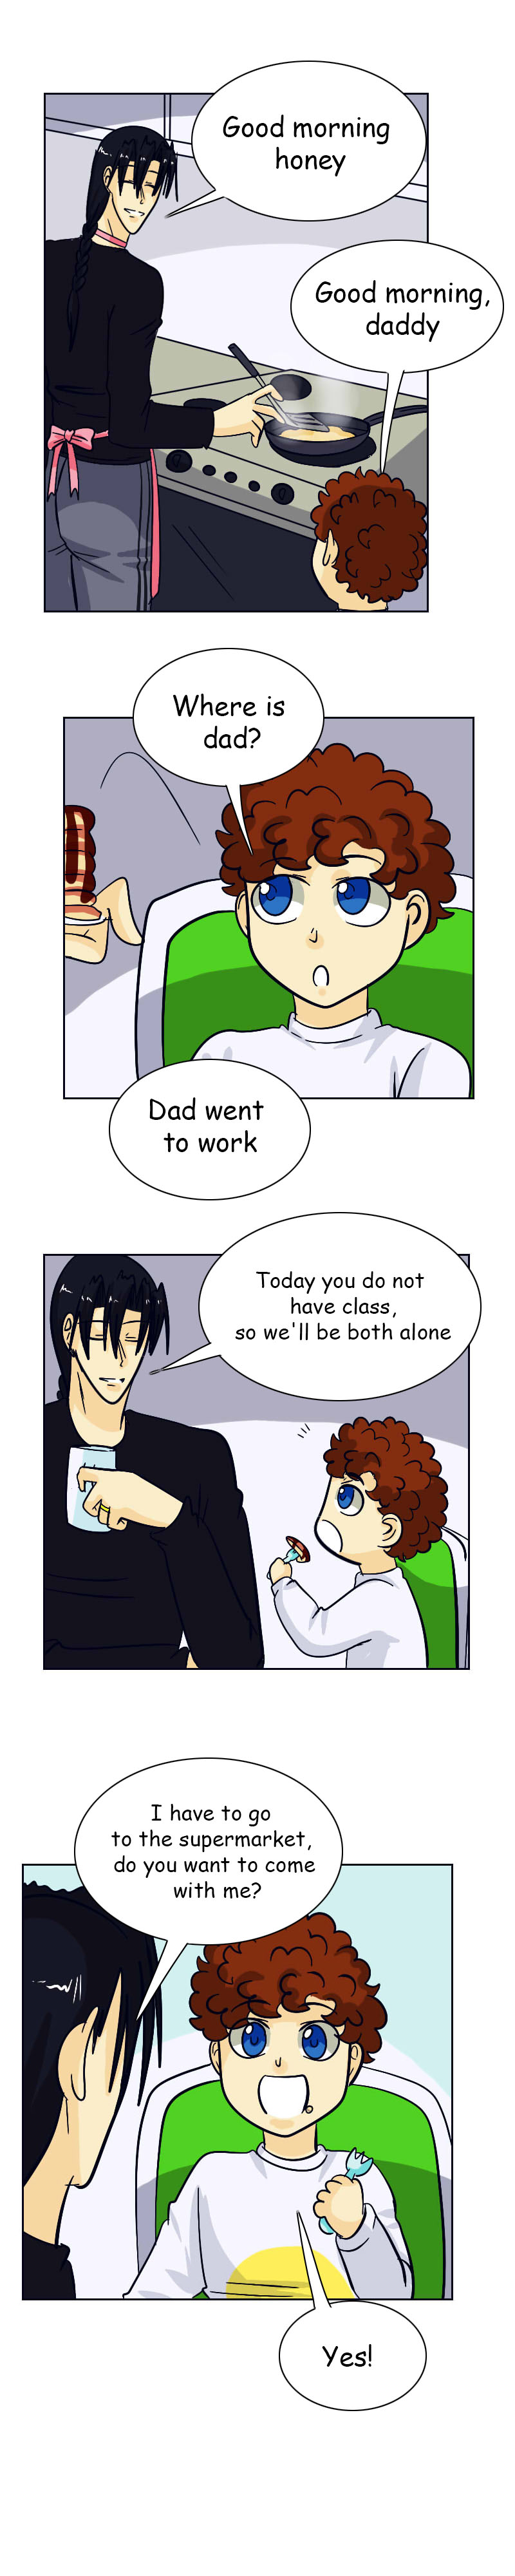 Good morning
honey
Good morning,
daddy
Where is
dad?
Dad went
to work
Today you do not
have class,
so we'll be both alone
I have to go
to the supermarket,
do you want to come
with me?
Yes!